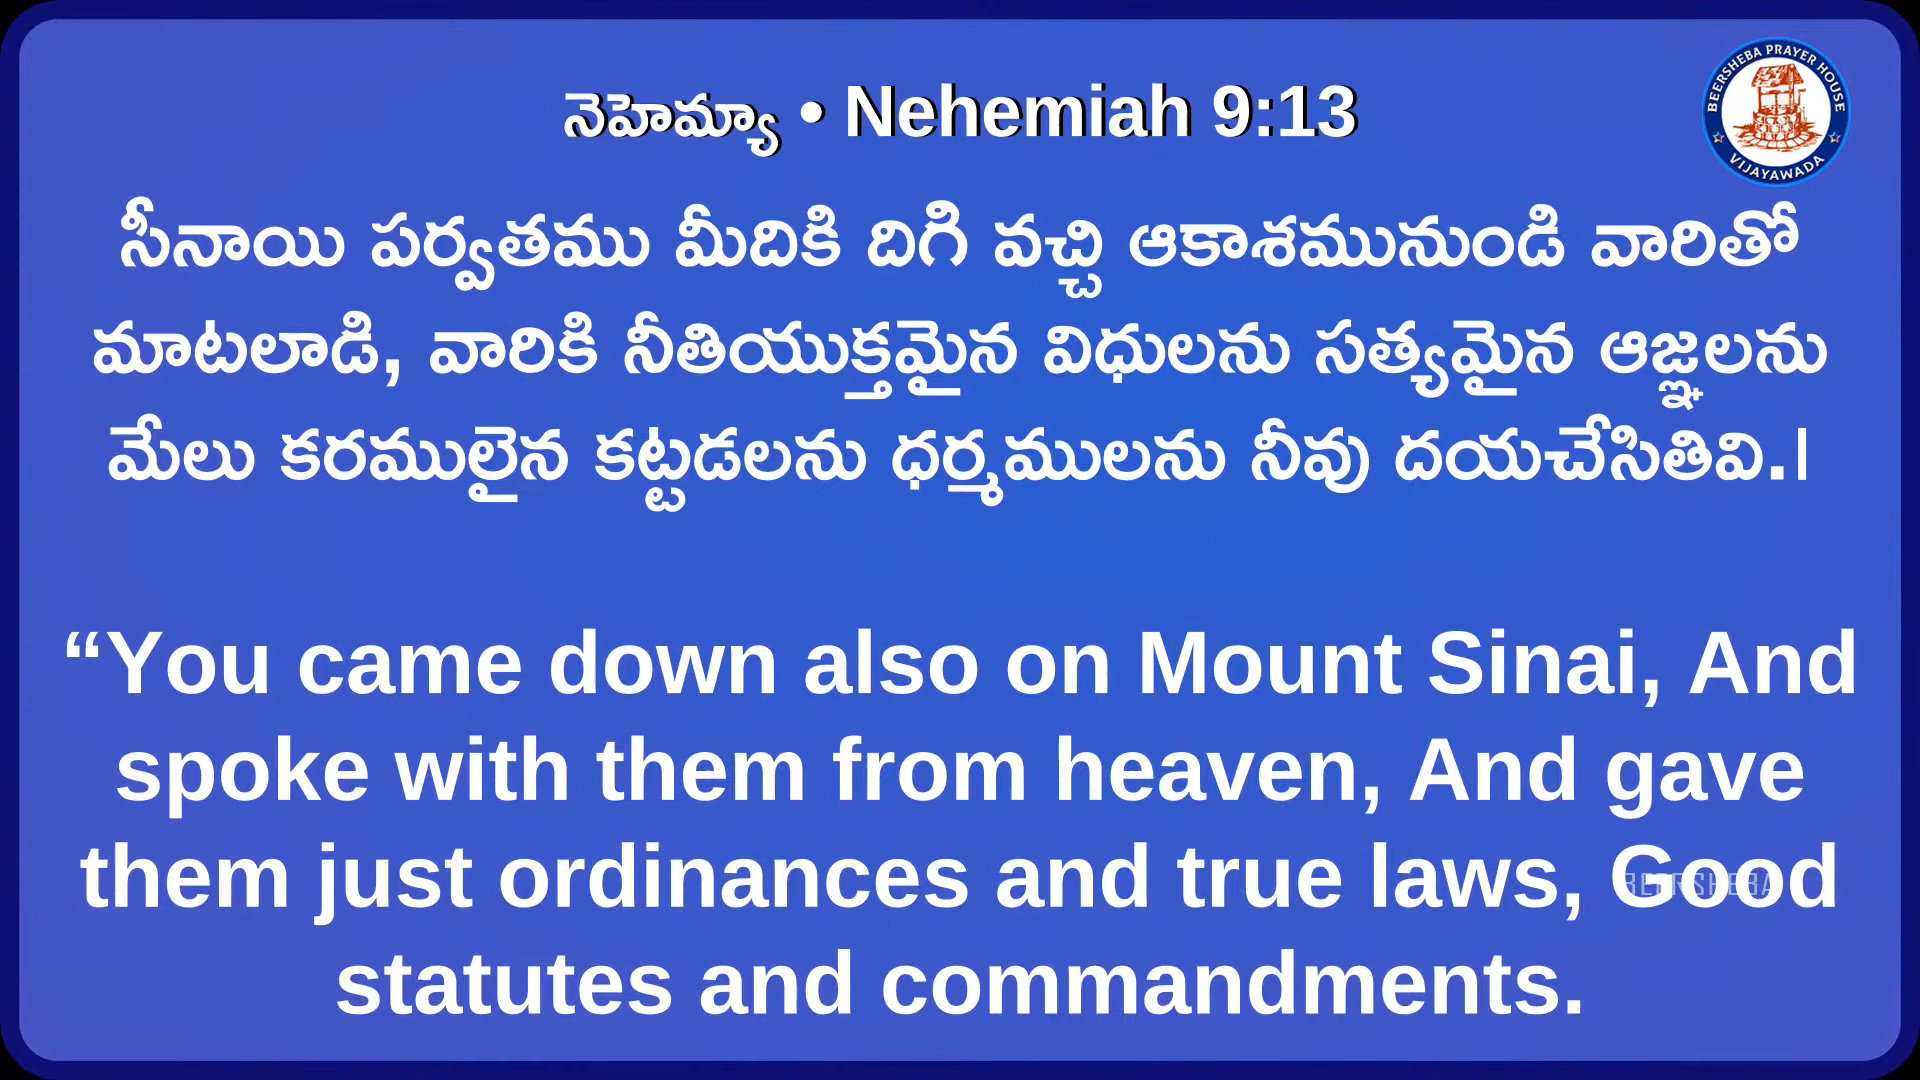 నెహెమ్యా • Nehemiah 9:13
BEERSHEBA PRAYER HOUSE
VIJAYAWADA
సీనాయి పర్వతము మీదికి దిగి వచ్చి ఆకాశమునుండి వారితో
మాటలాడి, వారికి నీతియుక్తమైన విధులను సత్యమైన ఆజ్ఞలను
మేలు కరములైన కట్టడలను ధర్మములను నీవు దయచేసితివి.।
“You came down also on Mount Sinai, And
spoke with them from heaven, And gave
them just ordinances and true laws, Good
BEERSHEBA
statutes and commandments.